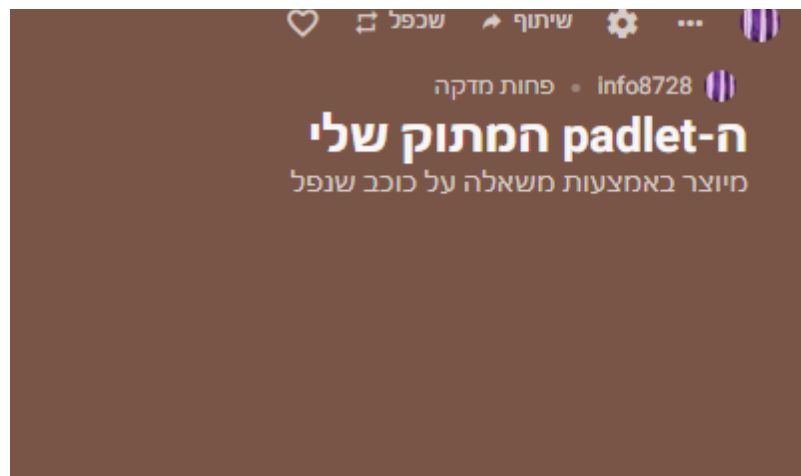 שיתוף שכפל
info8728 • פחות מדקה
ה-padlet המתוק שלי
מיוצר באמצעות משאלה על כוכב שנפל